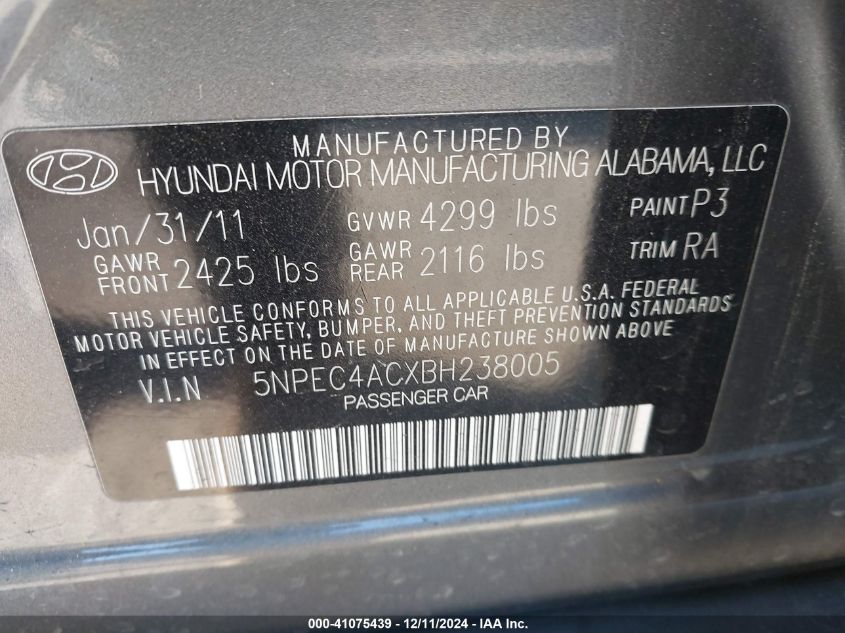 MANUFACTURED BY
HYUNDAI MOTOR MANUFACTURING ALABAMA, LLC
Jan/31/11 GVWR 4299 lbs PAINT P3
GAWR FRONT 2425 lbs GAWR REAR 2116 lbs TRIM RA
THIS VEHICLE CONFORMS TO ALL APPLICABLE U.S.A. FEDERAL
MOTOR VEHICLE SAFETY, BUMPER, AND THEFT PREVENTION STANDARDS
IN EFFECT ON THE DATE OF MANUFACTURE SHOWN ABOVE
V.I.N 5NPEC4ACXBH238005
PASSENGER CAR
000-41075439 - 12/11/2024 - IAA Inc.